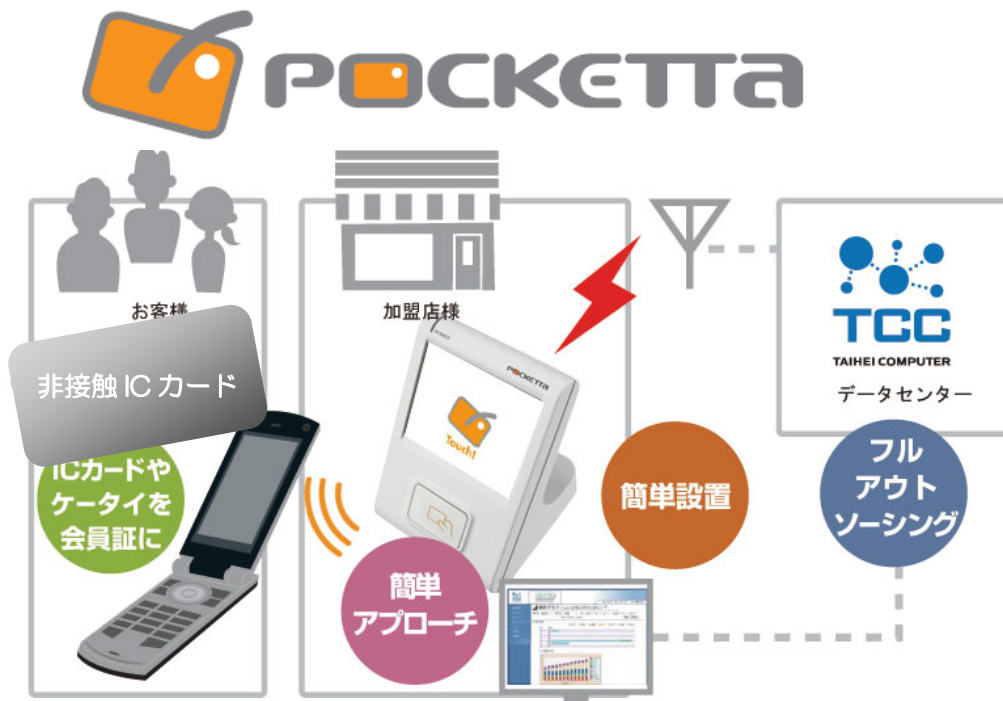 POCKETTA
お客様
加盟店様
TCC
TAIHEI COMPUTER
データセンター
非接触 IC カード
POWER
POCKETTA
Touch!
ICカードや
ケータイを
会員証に
簡単設置
フル
アウト
ソーシング
簡単
アプローチ
TCC